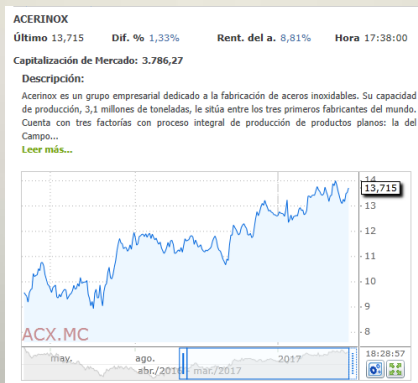 ACERINOX
Último 13,715 Dif. % 1,33% Rent. del a. 8,81% Hora 17:38:00
Capitalización de Mercado: 3.786,27
Descripción:
Acerinox es un grupo empresarial dedicado a la fabricación de aceros inoxidables. Su capacidad
de producción, 3,1 millones de toneladas, le sitúa entre los tres primeros fabricantes del mundo.
Cuenta con tres factorías con proceso integral de producción de productos planos: la del
Campo...
Leer más...
14
13,715
13
12
11
10
9
8
ACX.MC
may. ago. 2017
abr./2016 mar./2017
18:28:57